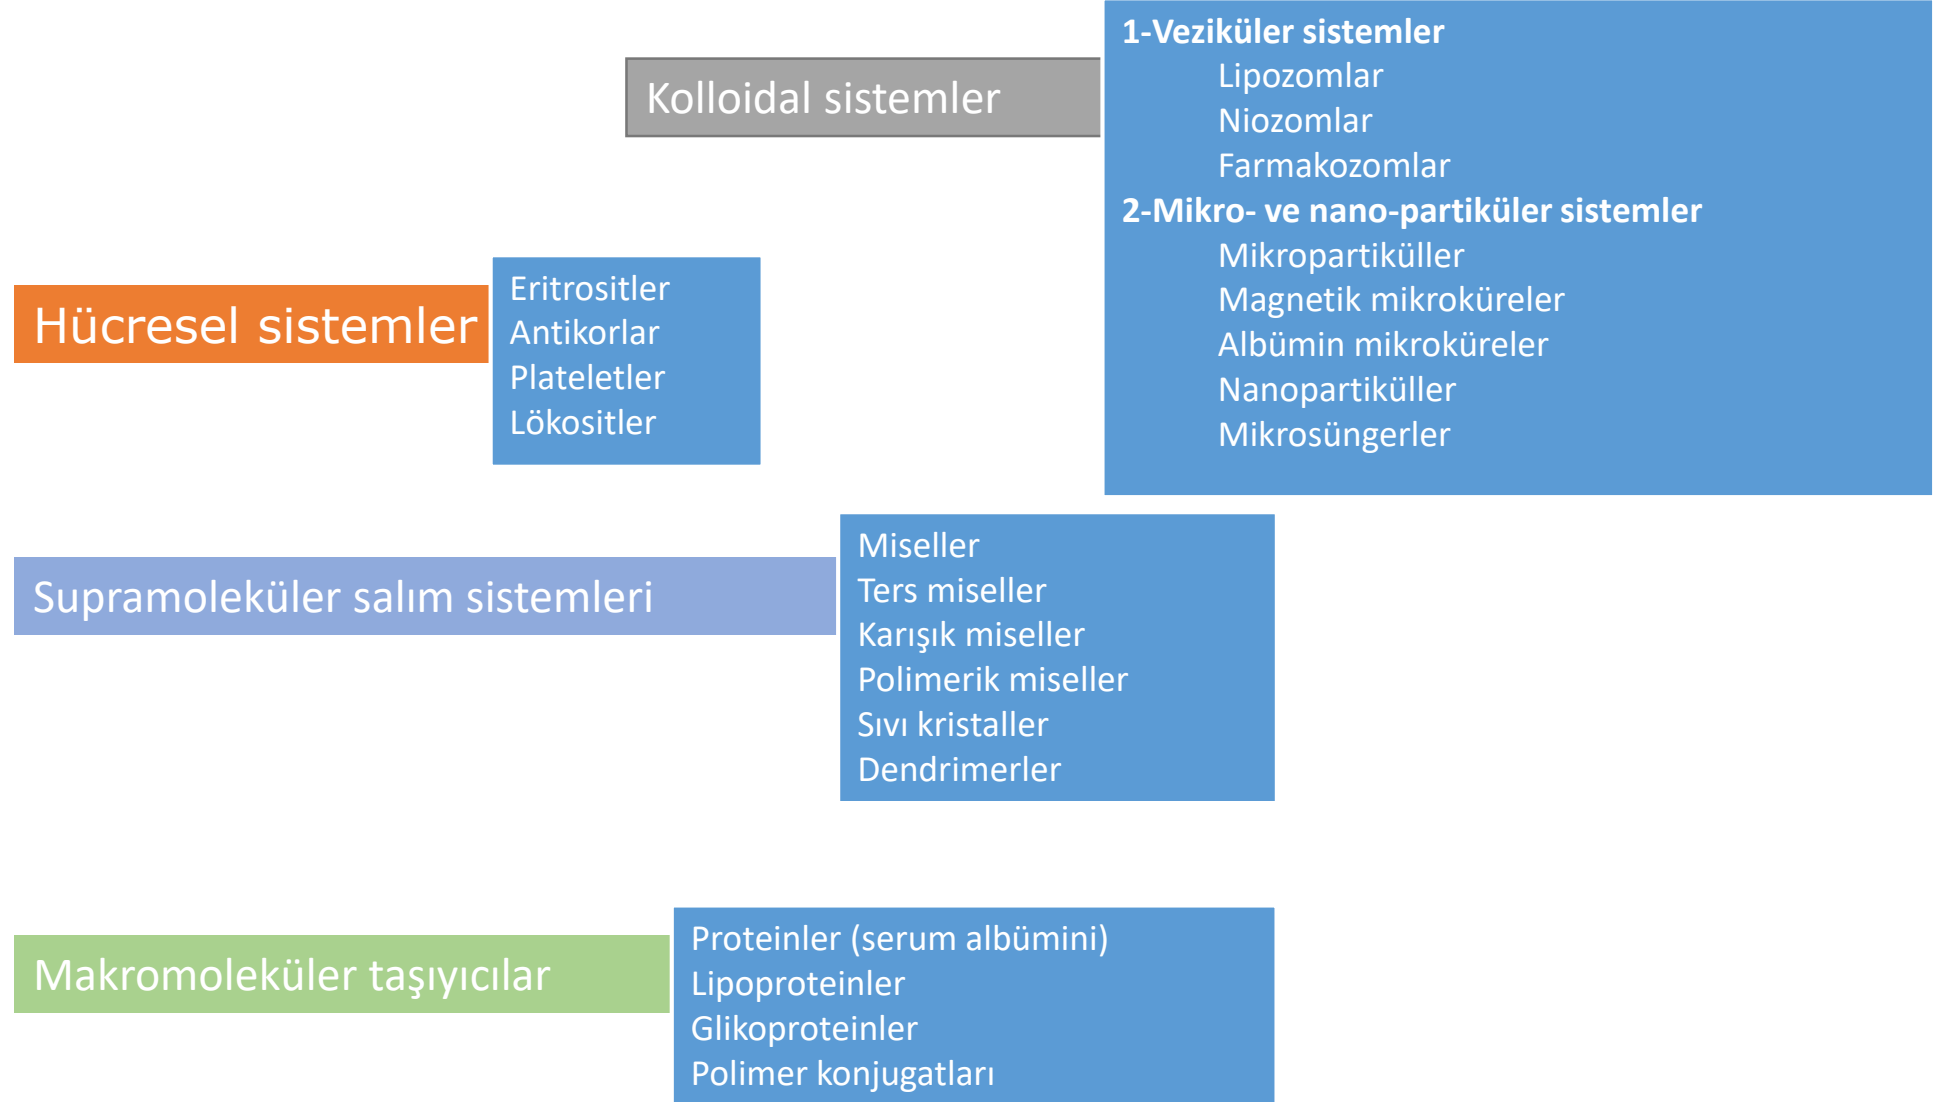 Kolloidal sistemler
1-Veziküler sistemler
Lipozomlar
Niozomlar
Farmakozomlar
2-Mikro- ve nano-partiküler sistemler
Mikropartiküller
Magnetik mikroküreler
Albümin mikroküreler
Nanopartiküller
Mikrosüngerler
Hücresel sistemler
Eritrositler
Antikorlar
Plateletler
Lökositler
Supramoleküler salım sistemleri
Miseller
Ters miseller
Karışık miseller
Polimerik miseller
Sıvı kristaller
Dendrimerler
Makromoleküler taşıyıcılar
Proteinler (serum albümini)
Lipoproteinler
Glikoproteinler
Polimer konjugatları